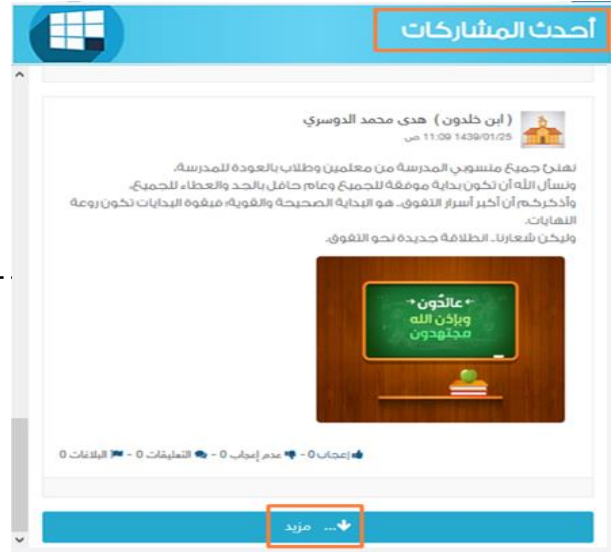 أحدث المشاركات
( ابن خلدون ) هدى محمد الدوسري
1439/01/25 11:09 ص
نهنئ جميع منسوبي المدرسة من معلمين وطلاب بالعودة للمدرسة،
ونسأل الله أن تكون بداية موفقة للجميع وعام حافل بالجد والعطاء للجميع،
وأذكركم أن أكبر أسرار التفوق.. هو البداية الصحيحة والقوية؛ فبقوة البدايات تكون روعة
النهايات.
وليكن شعارنا.. انطلاقة جديدة نحو التفوق.
عائدون
وبإذن الله
مجتهدون
إعجاب 0 - عدم إعجاب 0 - التعليقات 0 - البلاغات 0
... مزيد